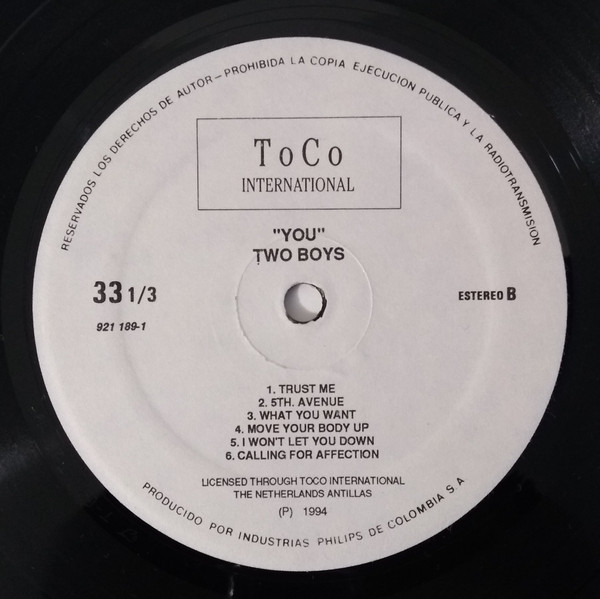 RESERVADOS LOS DERECHOS DE AUTOR – PROHIBIDA LA COPIA EJECUCION PUBLICA Y LA RADIOTRANSMISION
ToCo
INTERNATIONAL
"YOU"
TWO BOYS
33 1/3
ESTEREO B
921 189-1
1. TRUST ME
2. 5TH. AVENUE
3. WHAT YOU WANT
4. MOVE YOUR BODY UP
5. I WON'T LET YOU DOWN
6. CALLING FOR AFFECTION
LICENSED THROUGH TOCO INTERNATIONAL
THE NETHERLANDS ANTILLAS
(P) 1994
PRODUCIDO POR INDUSTRIAS PHILIPS DE COLOMBIA S.A